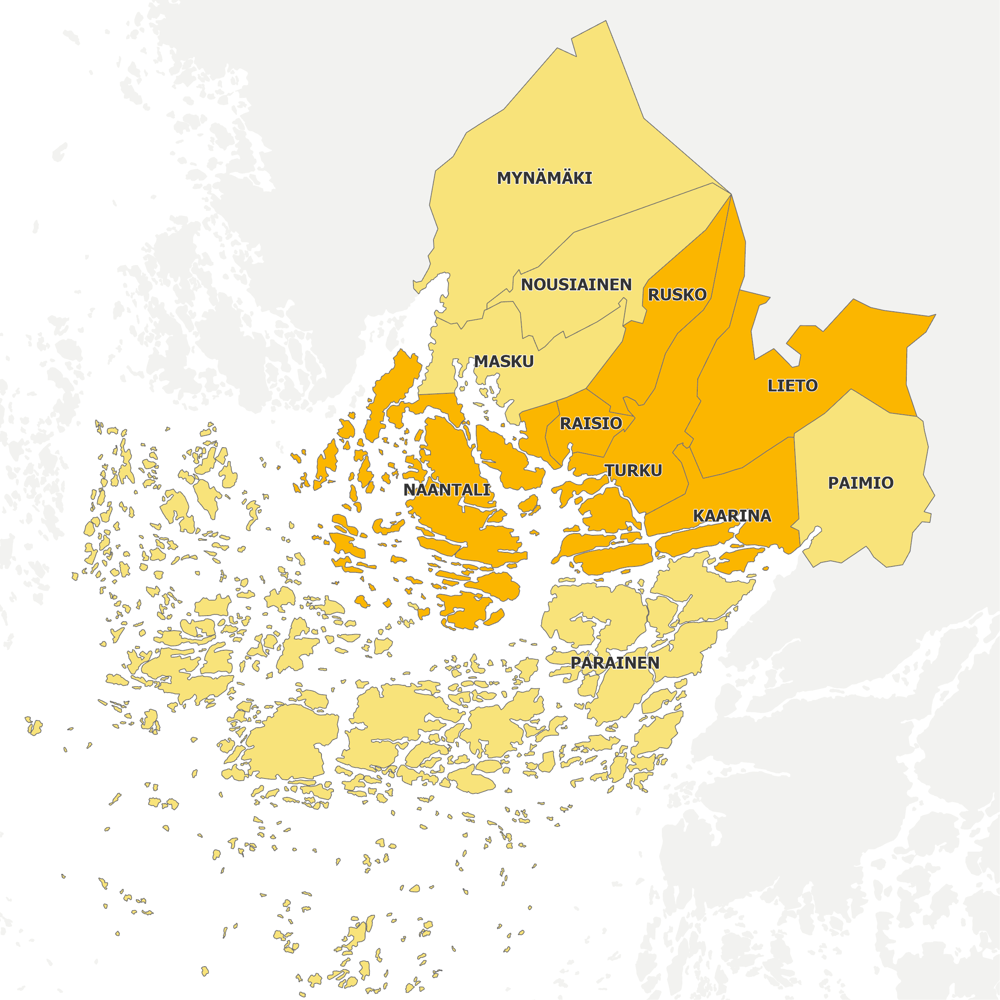 MYNÄMÄKI
NOUSIAINEN
RUSKO
MASKU
LIETO
RAISIO
TURKU
PAIMIO
NAANTALI
KAARINA
PARAINEN